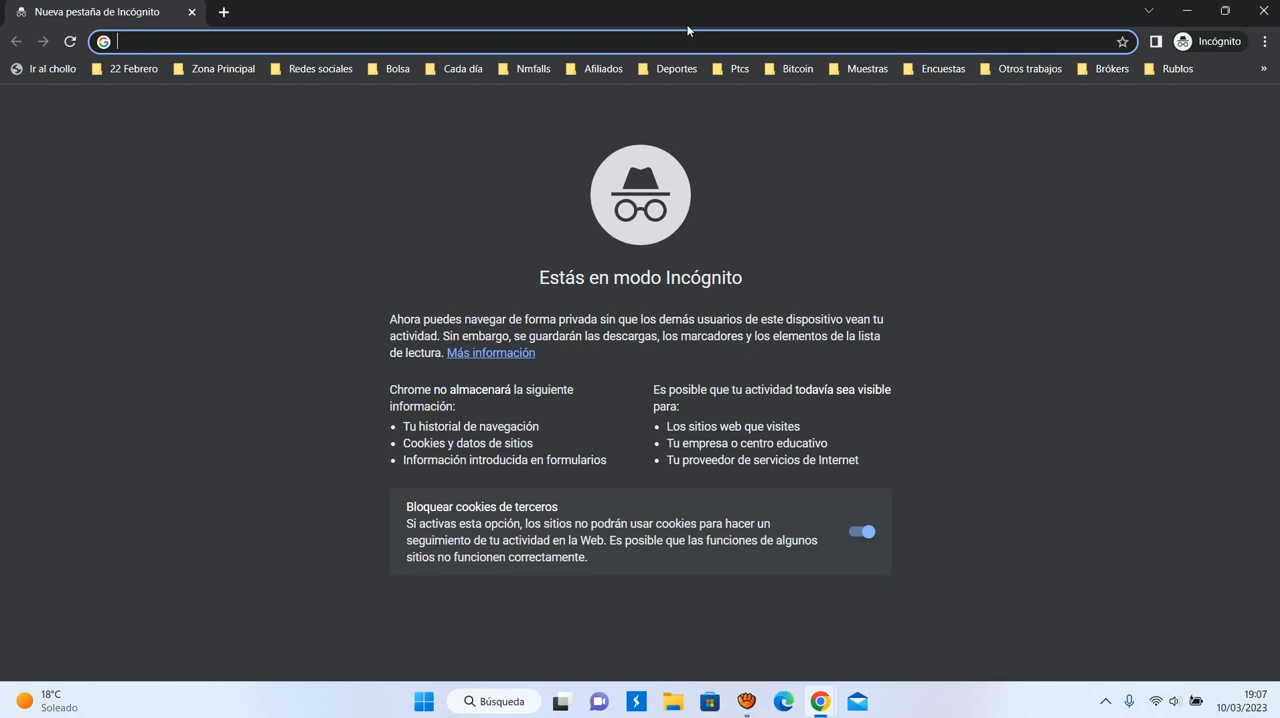 Nueva pestaña de Incógnito
Incógnito
Ir al chollo 22 Febrero Zona Principal Redes sociales Bolsa Cada día Nmfalls Afiliados Deportes Ptcs Bitcoin Muestras Encuestas Otros trabajos Brókers Rublos »
Estás en modo Incógnito
Ahora puedes navegar de forma privada sin que los demás usuarios de este dispositivo vean tu
actividad. Sin embargo, se guardarán las descargas, los marcadores y los elementos de la lista
de lectura. Más información
Chrome no almacenará la siguiente
información:
• Tu historial de navegación
• Cookies y datos de sitios
• Información introducida en formularios
Es posible que tu actividad todavía sea visible
para:
• Los sitios web que visites
• Tu empresa o centro educativo
• Tu proveedor de servicios de Internet
Bloquear cookies de terceros
Si activas esta opción, los sitios no podrán usar cookies para hacer un
seguimiento de tu actividad en la Web. Es posible que las funciones de algunos
sitios no funcionen correctamente.
18°C
Soleado
Búsqueda
19:07
10/03/2023